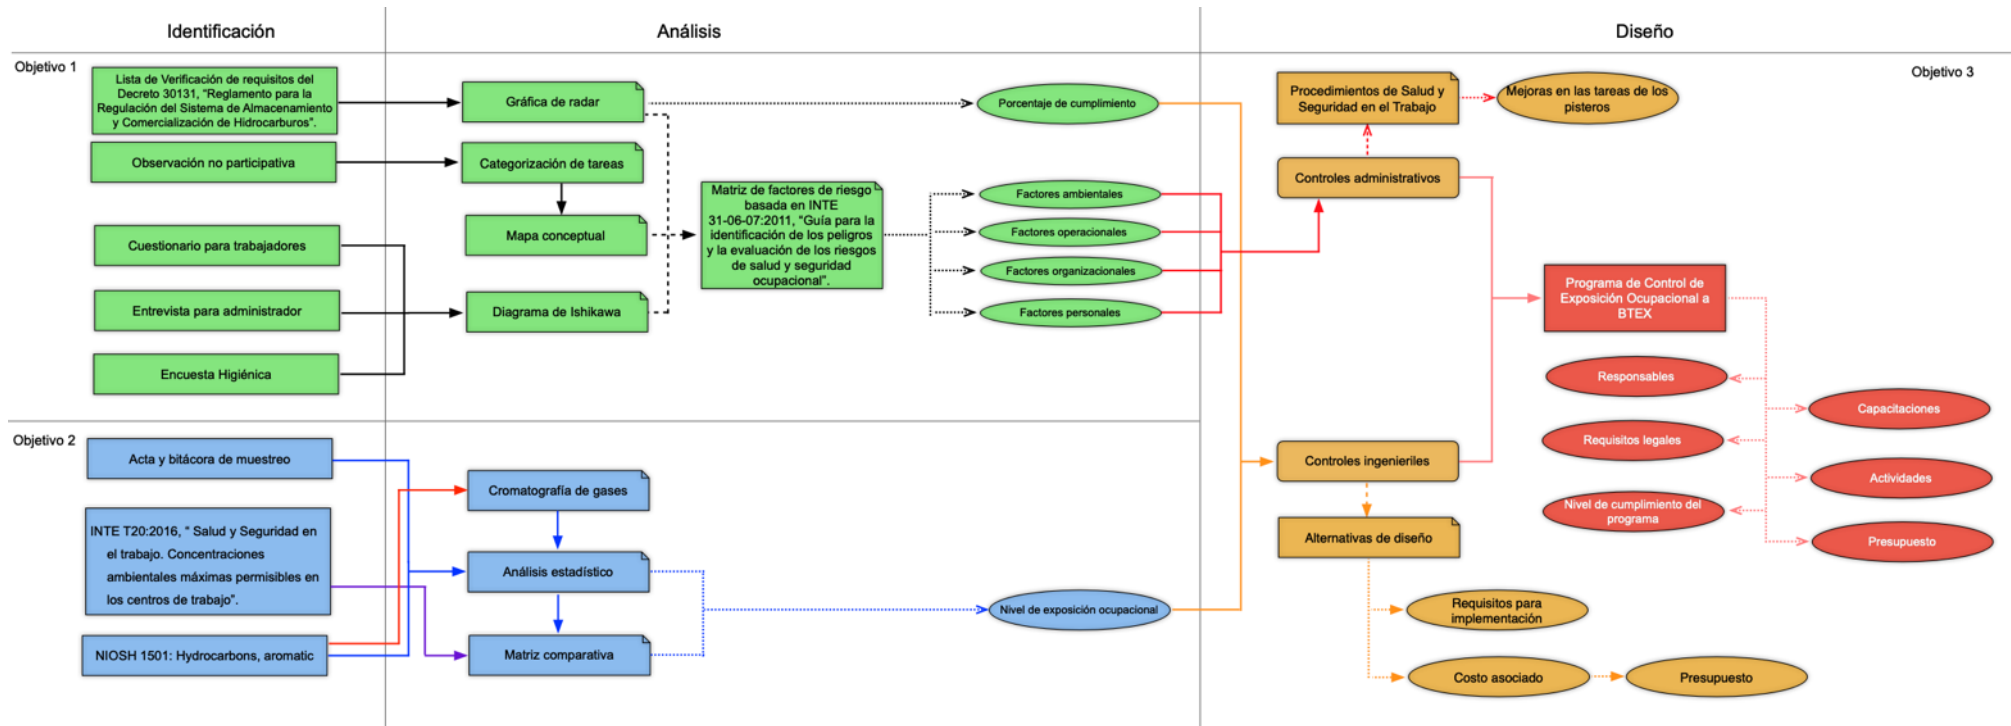 Identificación
Análisis
Diseño
Objetivo 1
Lista de Verificación de requisitos del
Decreto 30131, "Reglamento para la
Regulación del Sistema de Almacenamiento
y Comercialización de Hidrocarburos".
Observación no participativa
Cuestionario para trabajadores
Entrevista para administrador
Encuesta Higiénica
Gráfica de radar
Categorización de tareas
Mapa conceptual
Diagrama de Ishikawa
Matriz de factores de riesgo
basada en INTE
31-06-07:2011, "Guía para la
identificación de los peligros
y la evaluación de los riesgos
de salud y seguridad
ocupacional".
Porcentaje de cumplimiento
Factores ambientales
Factores operacionales
Factores organizacionales
Factores personales
Objetivo 2
Acta y bitácora de muestreo
INTE T20:2016, " Salud y Seguridad en
el trabajo. Concentraciones
ambientales máximas permisibles en
los centros de trabajo".
NIOSH 1501: Hydrocarbons, aromatic
Cromatografía de gases
Análisis estadístico
Matriz comparativa
Nivel de exposición ocupacional
Objetivo 3
Procedimientos de Salud y
Seguridad en el Trabajo
Mejoras en las tareas de los
pisteros
Controles administrativos
Controles ingenieriles
Alternativas de diseño
Requisitos para
implementación
Costo asociado
Presupuesto
Programa de Control de
Exposición Ocupacional a
BTEX
Responsables
Capacitaciones
Requisitos legales
Actividades
Nivel de cumplimiento del
programa
Presupuesto